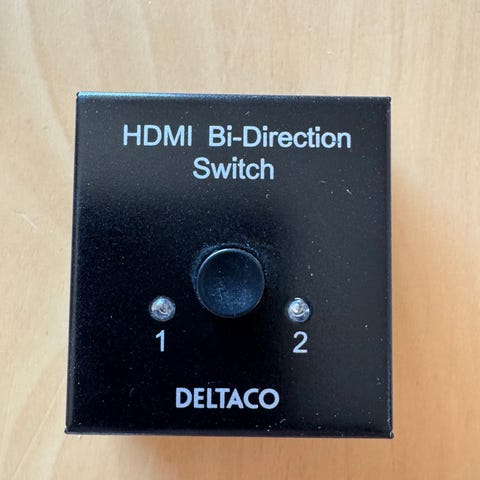 HDMI Bi-Direction
Switch
1 2
DELTACO